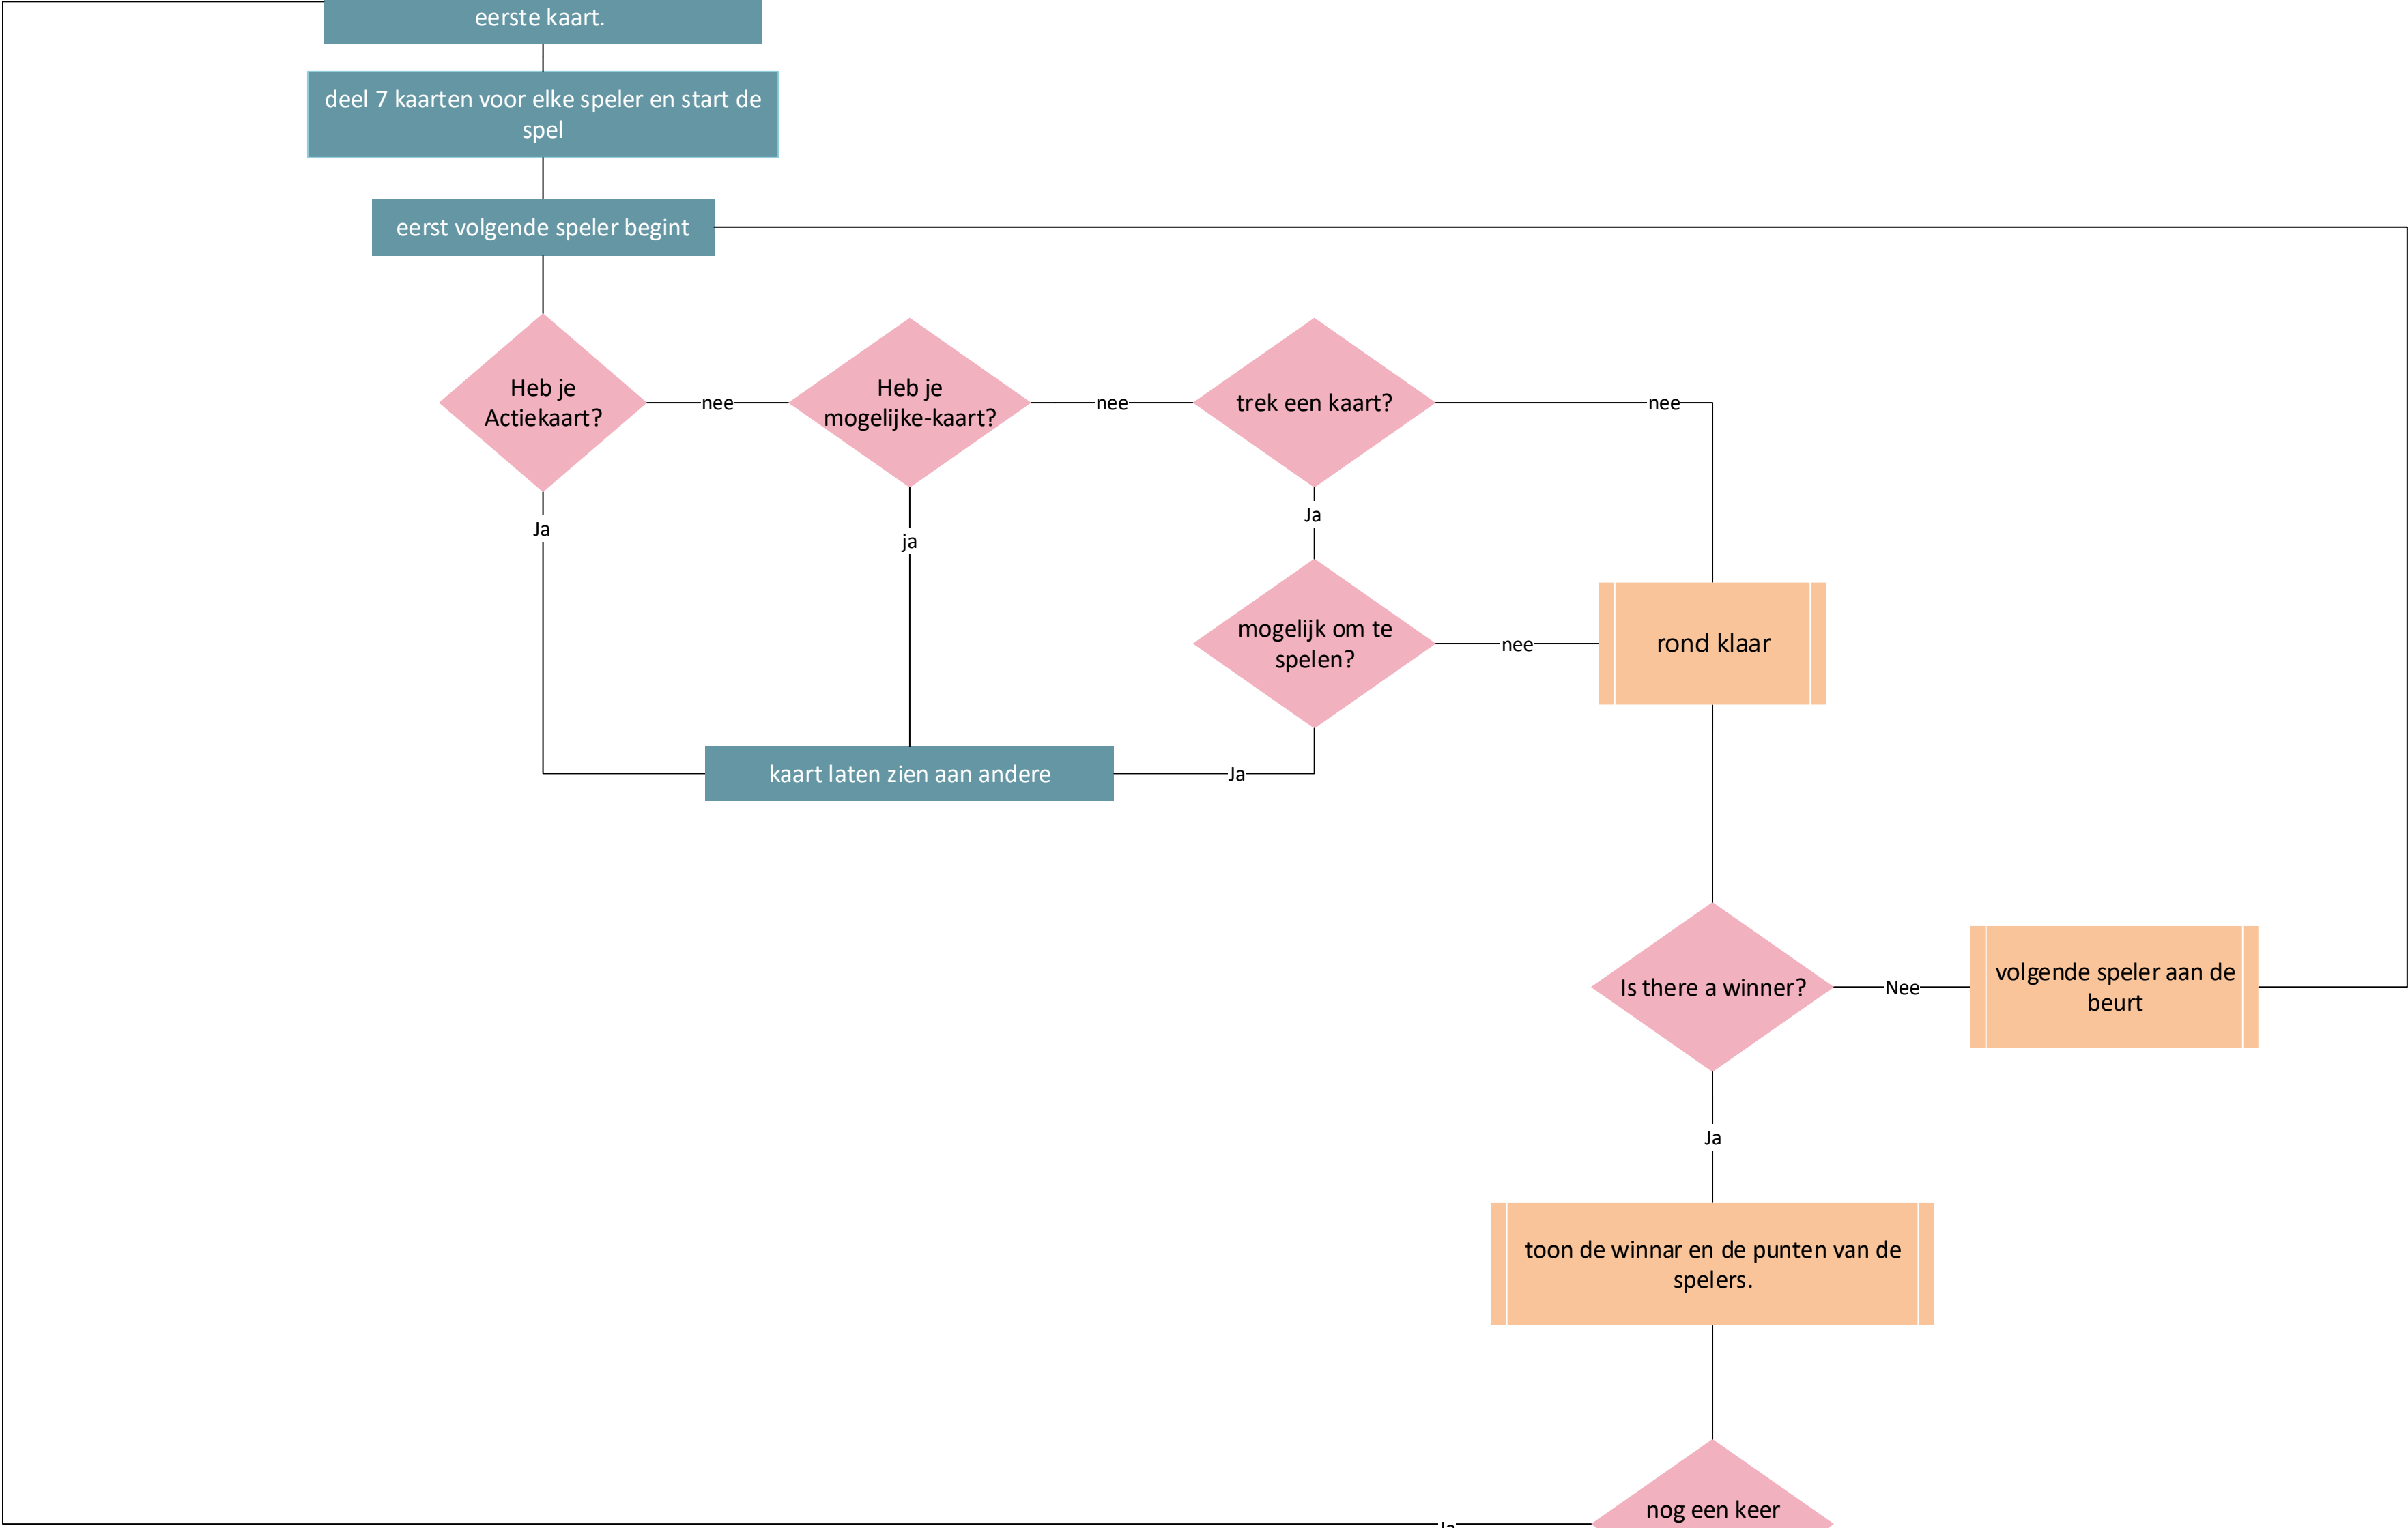 eerste kaart.
deel 7 kaarten voor elke speler en start de
spel
eerst volgende speler begint
Heb je
Actiekaart?
nee
Heb je
mogelijke-kaart?
nee
trek een kaart?
nee
Ja
ja
Ja
mogelijk om te
spelen?
nee
rond klaar
kaart laten zien aan andere
Ja
Is there a winner?
Nee
volgende speler aan de
beurt
Ja
toon de winnar en de punten van de
spelers.
nog een keer
Ja